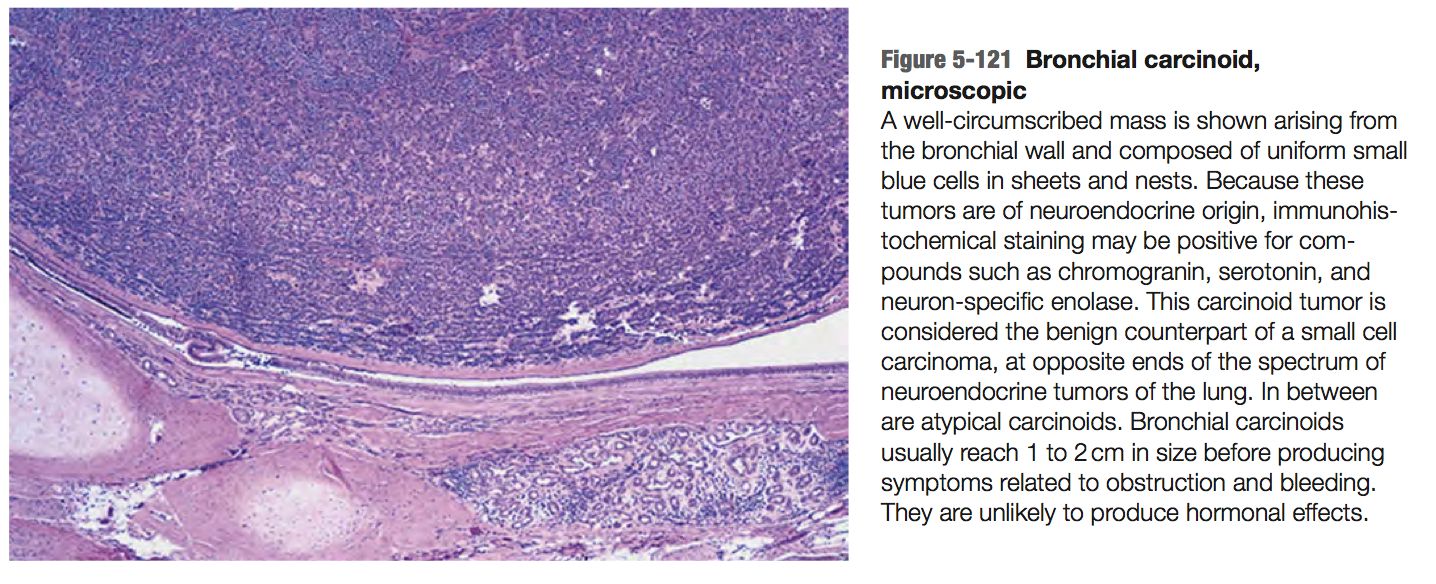 Figure 5-121 Bronchial carcinoid,
microscopic
A well-circumscribed mass is shown arising from
the bronchial wall and composed of uniform small
blue cells in sheets and nests. Because these
tumors are of neuroendocrine origin, immunohis-
tochemical staining may be positive for com-
pounds such as chromogranin, serotonin, and
neuron-specific enolase. This carcinoid tumor is
considered the benign counterpart of a small cell
carcinoma, at opposite ends of the spectrum of
neuroendocrine tumors of the lung. In between
are atypical carcinoids. Bronchial carcinoids
usually reach 1 to 2 cm in size before producing
symptoms related to obstruction and bleeding.
They are unlikely to produce hormonal effects.